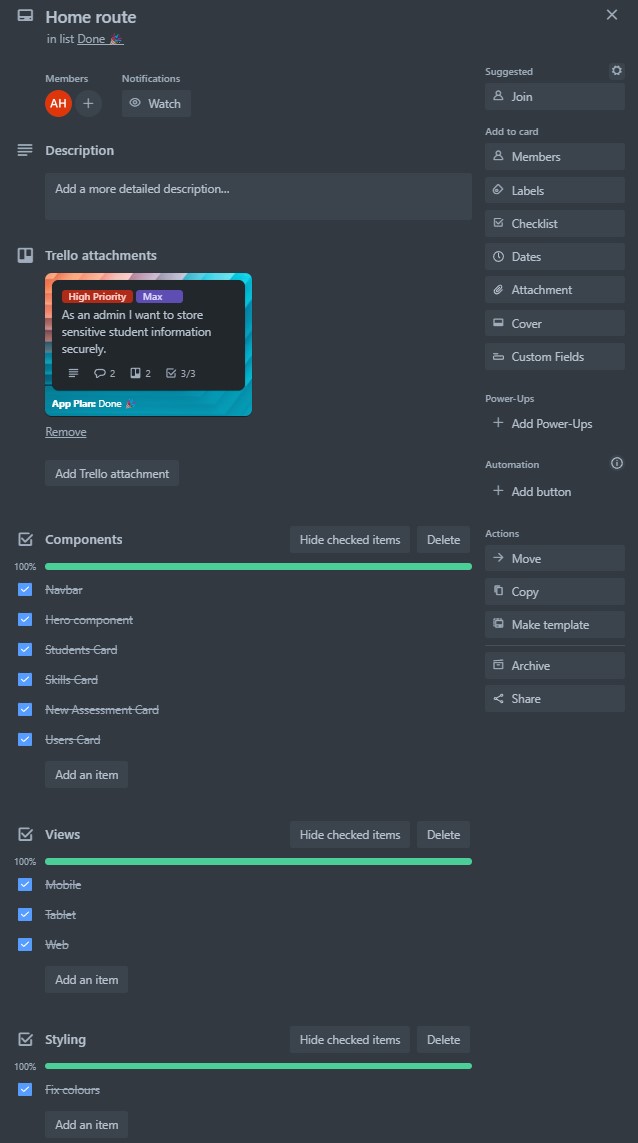 Home route
in list Done 🎉
Members
Notifications
AH
Watch
Description
Add a more detailed description...
Trello attachments
High Priority Max
As an admin I want to store
sensitive student information
securely.
2 2 3/3
App Plan: Done 🎉
Remove
Add Trello attachment
Components
Hide checked items
Delete
100%
Navbar
Hero component
Students Card
Skills Card
New Assessment Card
Users Card
Add an item
Views
Hide checked items
Delete
100%
Mobile
Tablet
Web
Add an item
Styling
Hide checked items
Delete
100%
Fix colours
Add an item
Suggested
Join
Add to card
Members
Labels
Checklist
Dates
Attachment
Cover
Custom Fields
Power-Ups
+ Add Power-Ups
Automation
+ Add button
Actions
Move
Copy
Make template
Archive
Share